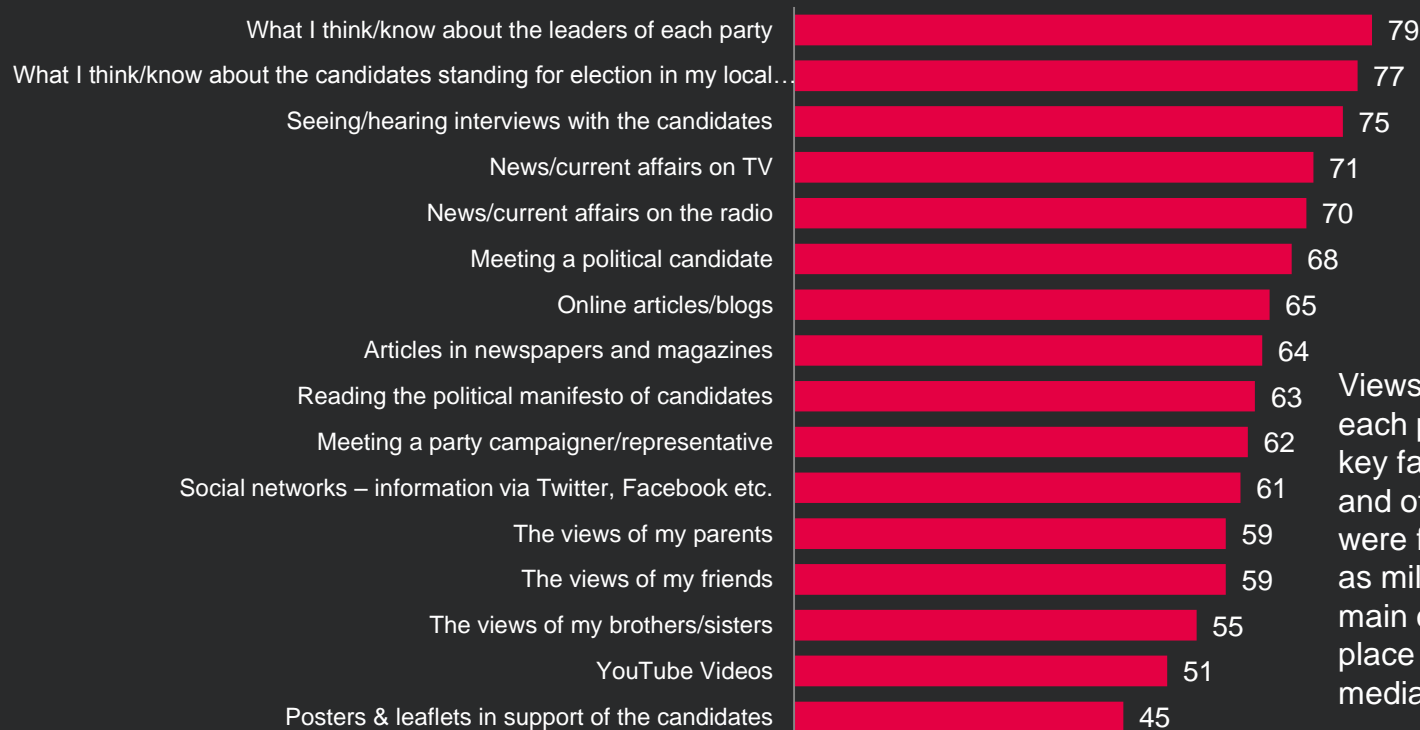 What I think/know about the leaders of each party 79
What I think/know about the candidates standing for election in my local… 77
Seeing/hearing interviews with the candidates 75
News/current affairs on TV 71
News/current affairs on the radio 70
Meeting a political candidate 68
Online articles/blogs 65
Articles in newspapers and magazines 64
Reading the political manifesto of candidates 63
Meeting a party campaigner/representative 62
Social networks – information via Twitter, Facebook etc. 61
The views of my parents 59
The views of my friends 59
The views of my brothers/sisters 55
YouTube Videos 51
Posters & leaflets in support of the candidates 45
Views
each
key
and
were
as
main
place
media